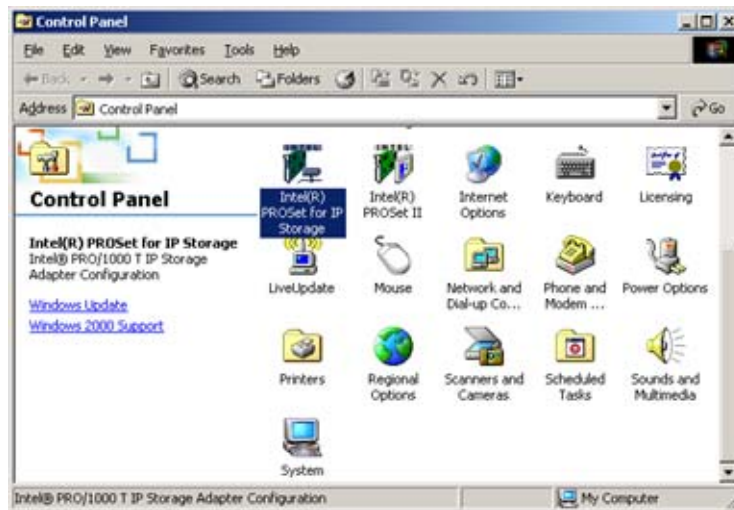 Control Panel
File Edit View Favorites Tools Help
Back Search Folders
Address Control Panel Go
Control Panel
Intel(R) PROSet for IP Storage
Intel® PRO/1000 T IP Storage
Adapter Configuration
Windows Update
Windows 2000 Support
Intel(R)
PROSet for IP
Storage
Intel(R)
PROSet II
Internet
Options
Keyboard
Licensing
LiveUpdate
Mouse
Network and
Dial-up Co...
Phone and
Modem ...
Power Options
Printers
Regional
Options
Scanners and
Cameras
Scheduled
Tasks
Sounds and
Multimedia
System
Intel® PRO/1000 T IP Storage Adapter Configuration My Computer